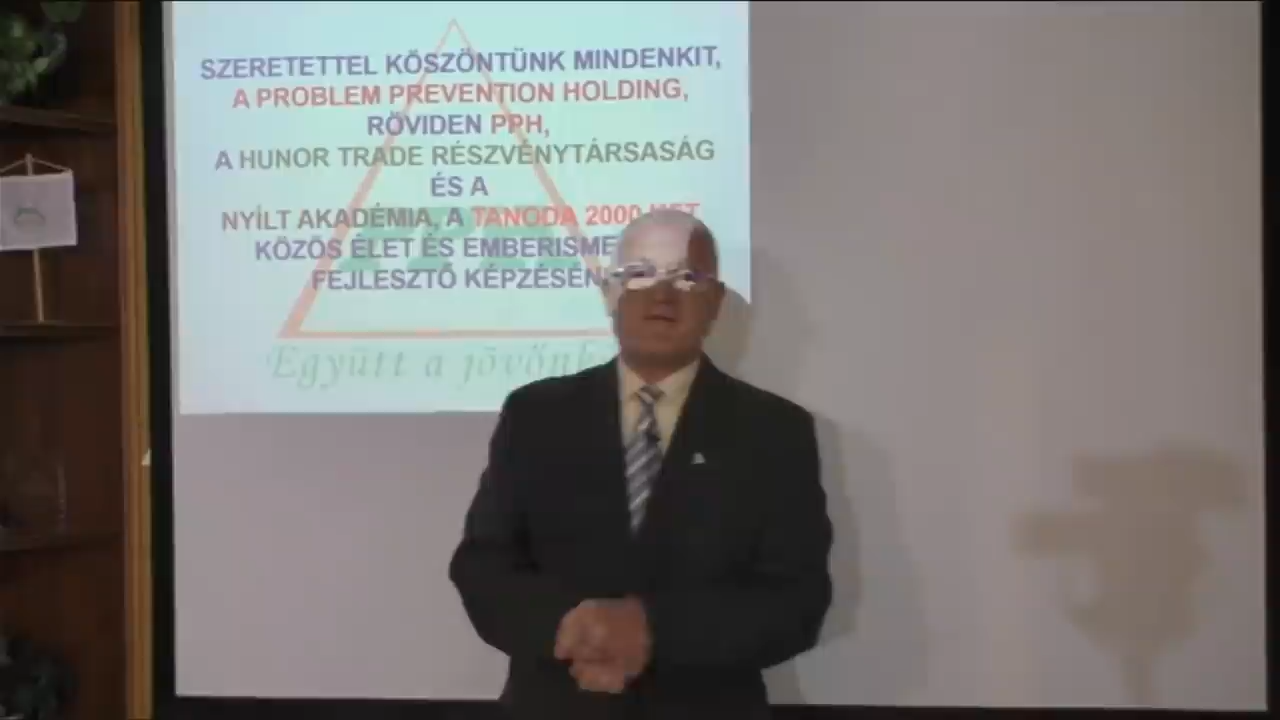 SZERETETTEL KÖSZÖNTÜNK MINDENKIT,
A PROBLEM PREVENTION HOLDING,
RÖVIDEN PPH,
A HUNOR TRADE RÉSZVÉNYTÁRSASÁG
ÉS A
NYÍLT AKADÉMIA, A TANODA 2000
KÖZÖS ÉLET ÉS
FEJLESZTŐ KÉPZÉSÉN
Együtt a